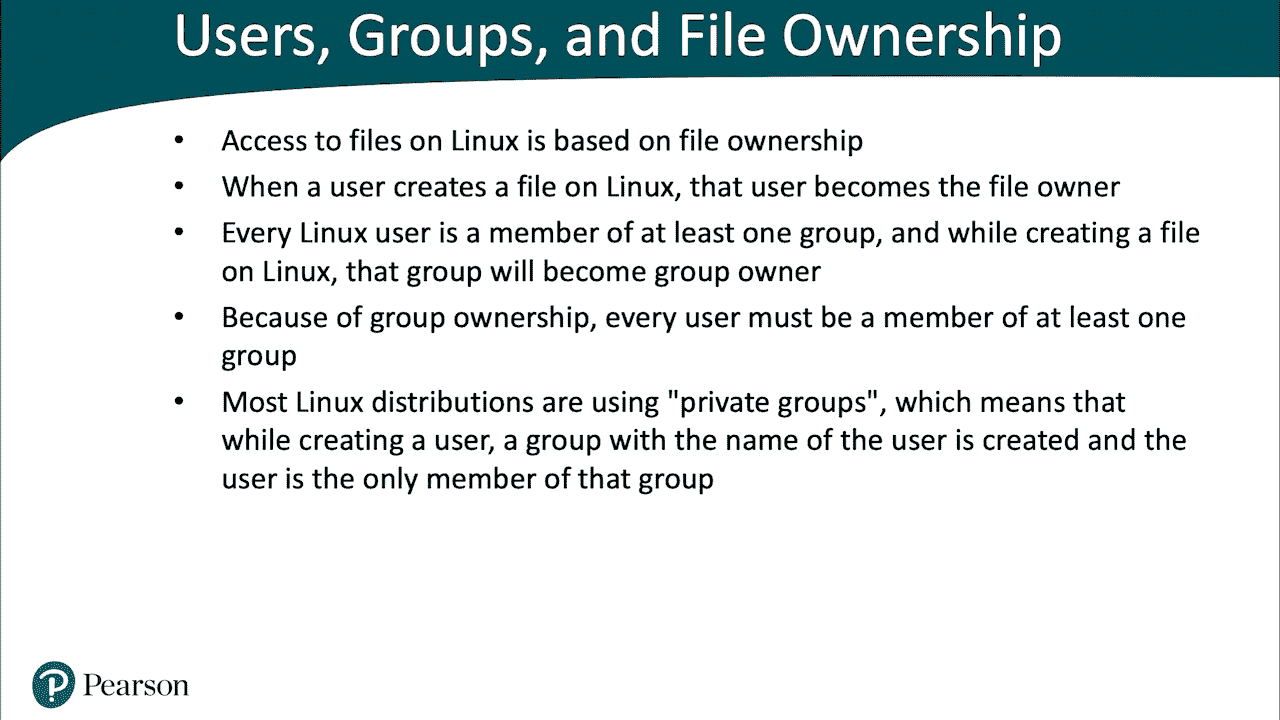 Users, Groups, and File Ownership
• Access to files on Linux is based on file ownership
• When a user creates a file on Linux, that user becomes the file owner
• Every Linux user is a member of at least one group, and while creating a file
on Linux, that group will become group owner
• Because of group ownership, every user must be a member of at least one
group
• Most Linux distributions are using "private groups", which means that
while creating a user, a group with the name of the user is created and the
user is the only member of that group
Pearson